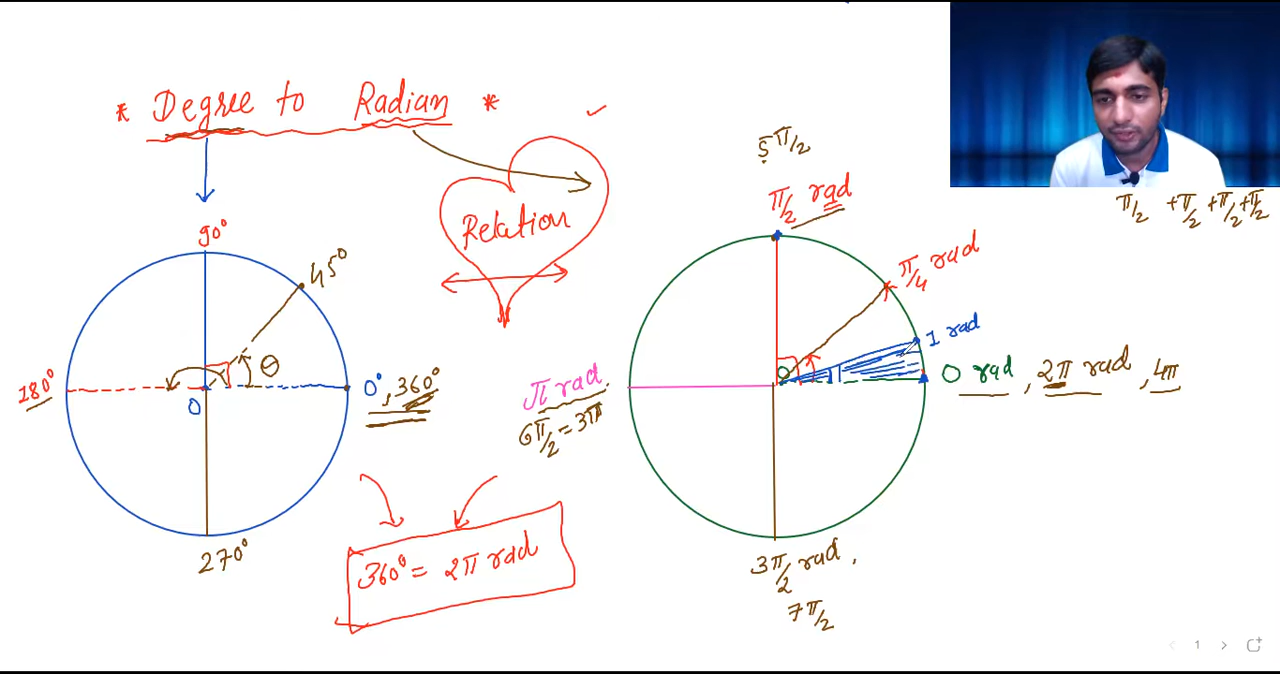 * Degree to Radian *
Relation
90°
45°
θ
180°
0°, 360°
O
270°
360° = 2π rad
5π/2
π/2 rad
π/2 + π/2 + π/2 + π/2
π/4 rad
1 rad
0 rad, 2π rad, 4π
O
π rad
6π/2 = 3π
3π/2 rad,
7π/2
1